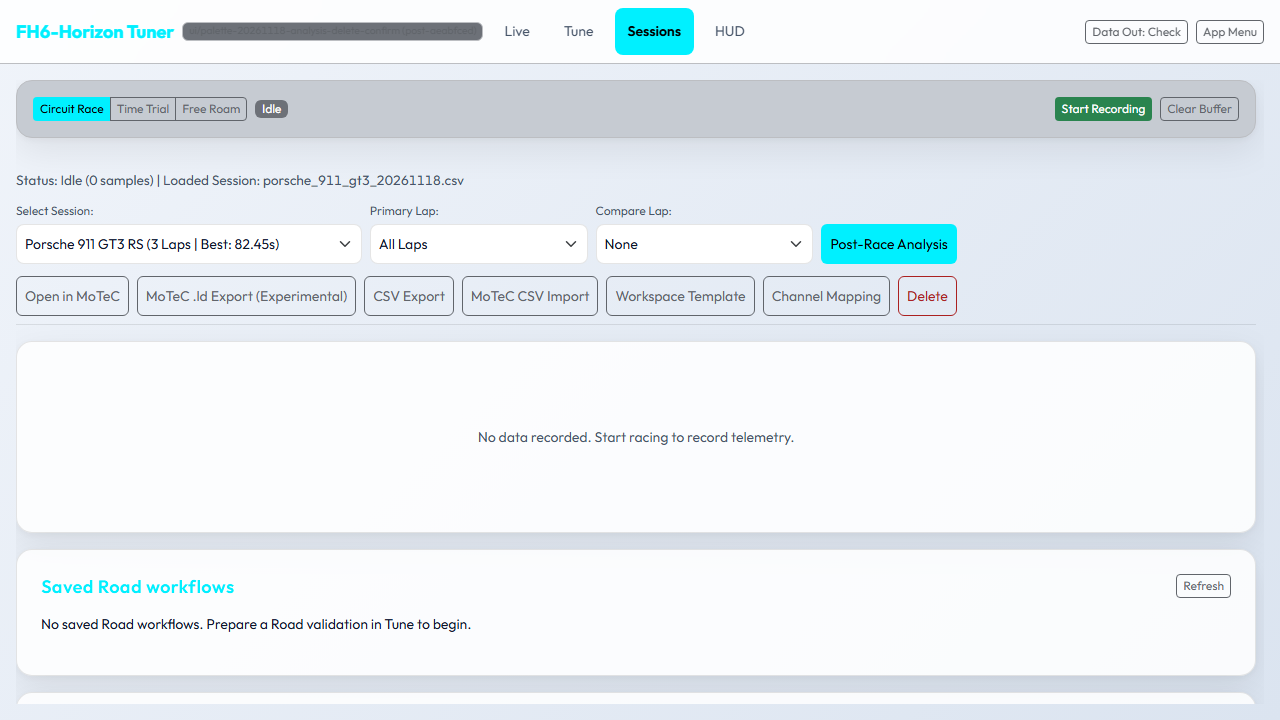 FH6-Horizon Tuner
Live
Tune
Sessions
HUD
Data Out: Check
App Menu
Circuit Race
Time Trial
Free Roam
Idle
Start Recording
Clear Buffer
Status: Idle (0 samples) | Loaded Session: porsche_911_gt3_20261118.csv
Select Session:
Primary Lap:
Compare Lap:
Porsche 911 GT3 RS (3 Laps | Best: 82.45s)
All Laps
None
Post-Race Analysis
Open in MoTeC
MoTeC .ld Export (Experimental)
CSV Export
MoTeC CSV Import
Workspace Template
Channel Mapping
Delete
No data recorded. Start racing to record telemetry.
Saved Road workflows
Refresh
No saved Road workflows. Prepare a Road validation in Tune to begin.